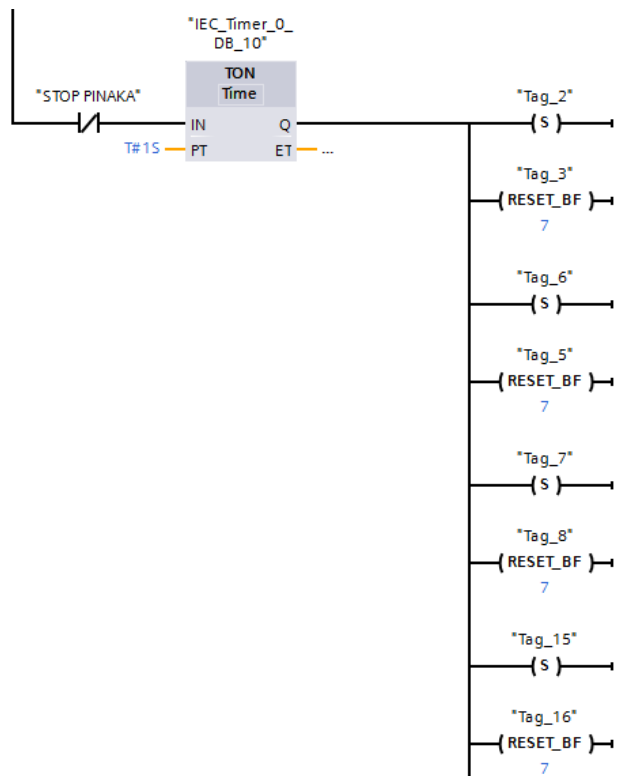 "IEC_Timer_0_
DB_10"
TON
Time
"STOP PINAKA"
IN
Q
T#1S
PT
ET
...
"Tag_2"
S
"Tag_3"
RESET_BF
7
"Tag_6"
S
"Tag_5"
RESET_BF
7
"Tag_7"
S
"Tag_8"
RESET_BF
7
"Tag_15"
S
"Tag_16"
RESET_BF
7